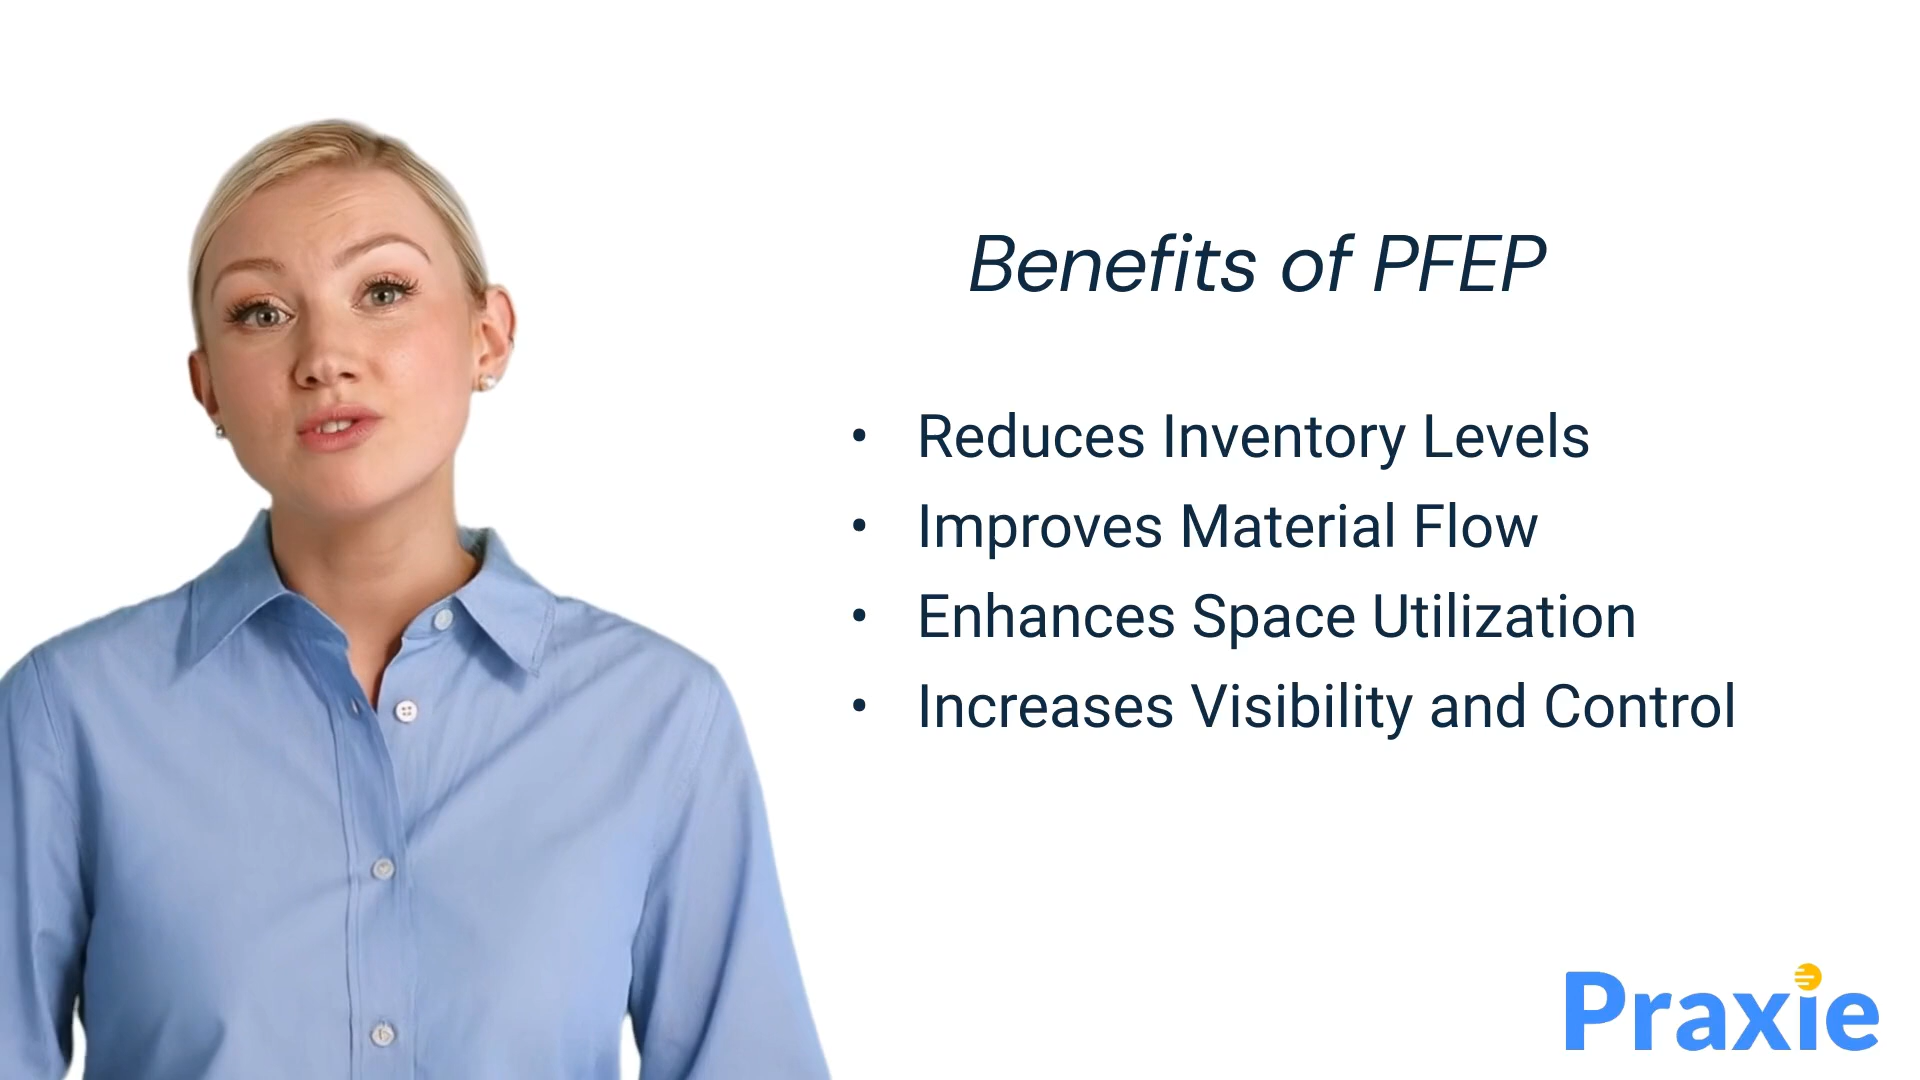 Benefits of PFEP
• Reduces Inventory Levels
• Improves Material Flow
• Enhances Space Utilization
• Increases Visibility and Control
Praxie